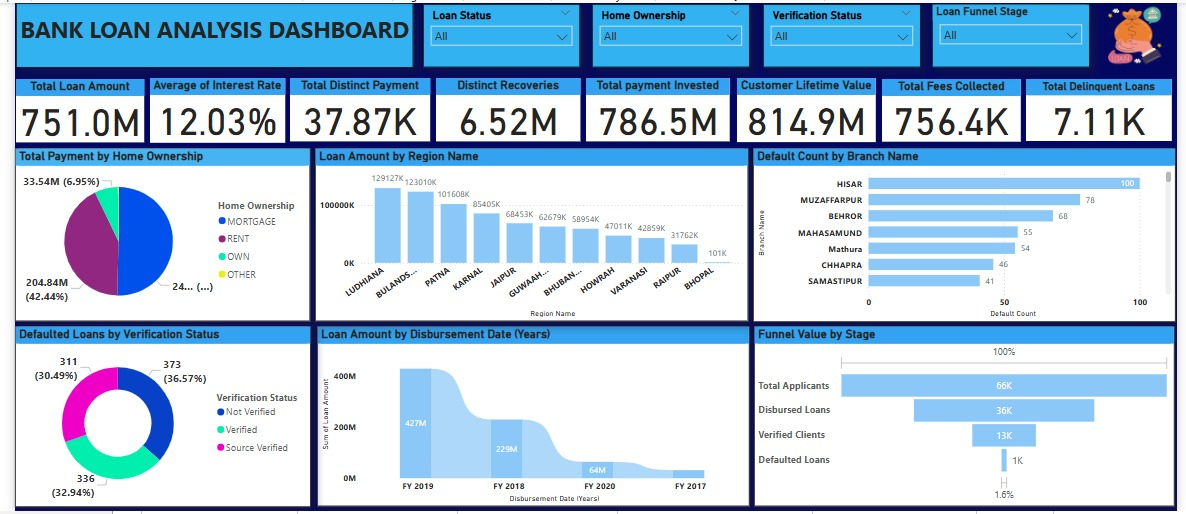 BANK LOAN ANALYSIS DASHBOARD
Loan Status
All
Home Ownership
All
Verification Status
All
Loan Funnel Stage
All
LOAN
Total Loan Amount
751.0M
Average of Interest Rate
12.03%
Total Distinct Payment
37.87K
Distinct Recoveries
6.52M
Total payment Invested
786.5M
Customer Lifetime Value
814.9M
Total Fees Collected
756.4K
Total Delinquent Loans
7.11K
Total Payment by Home Ownership
33.54M (6.95%)
204.84M
(42.44%)
24... (...)
Home Ownership
MORTGAGE
RENT
OWN
OTHER
Loan Amount by Region Name
100000K
0K
129127K
123010K
101608K
85405K
68453K
62679K
58954K
47011K
42859K
31762K
101K
LUDHIANA
BULANDS...
PATNA
KARNAL
JAIPUR
GUWAAH...
BHUBAN...
HOWRAH
VARANASI
RAIPUR
BHOPAL
Region Name
Default Count by Branch Name
Branch Name
HISAR 100
MUZAFFARPUR 78
BEHROR 68
MAHASAMUND 55
Mathura 54
CHHAPRA 46
SAMASTIPUR 41
0 50 100
Default Count
Defaulted Loans by Verification Status
311
(30.49%)
373
(36.57%)
336
(32.94%)
Verification Status
Not Verified
Verified
Source Verified
Loan Amount by Disbursement Date (Years)
Sum of Loan Amount
400M
200M
0M
427M
229M
64M
FY 2019 FY 2018 FY 2020 FY 2017
Disbursement Date (Years)
Funnel Value by Stage
100%
Total Applicants 66K
Disbursed Loans 36K
Verified Clients 13K
Defaulted Loans 1K
1.6%